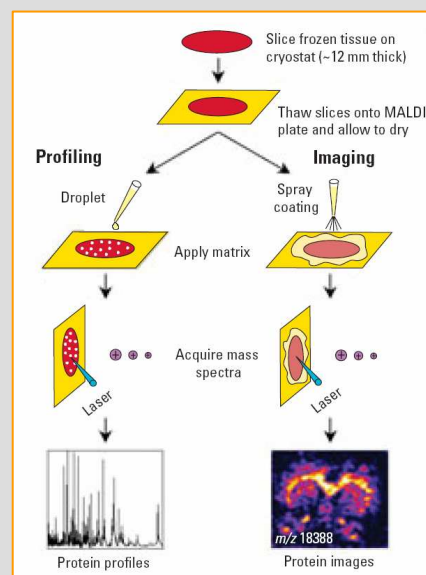 Slice frozen tissue on
cryostat (~12 mm thick)
Thaw slices onto MALDI
plate and allow to dry
Profiling
Imaging
Droplet
Spray
coating
Apply matrix
Acquire mass
spectra
Laser
Laser
m/z 18388
Protein profiles
Protein images